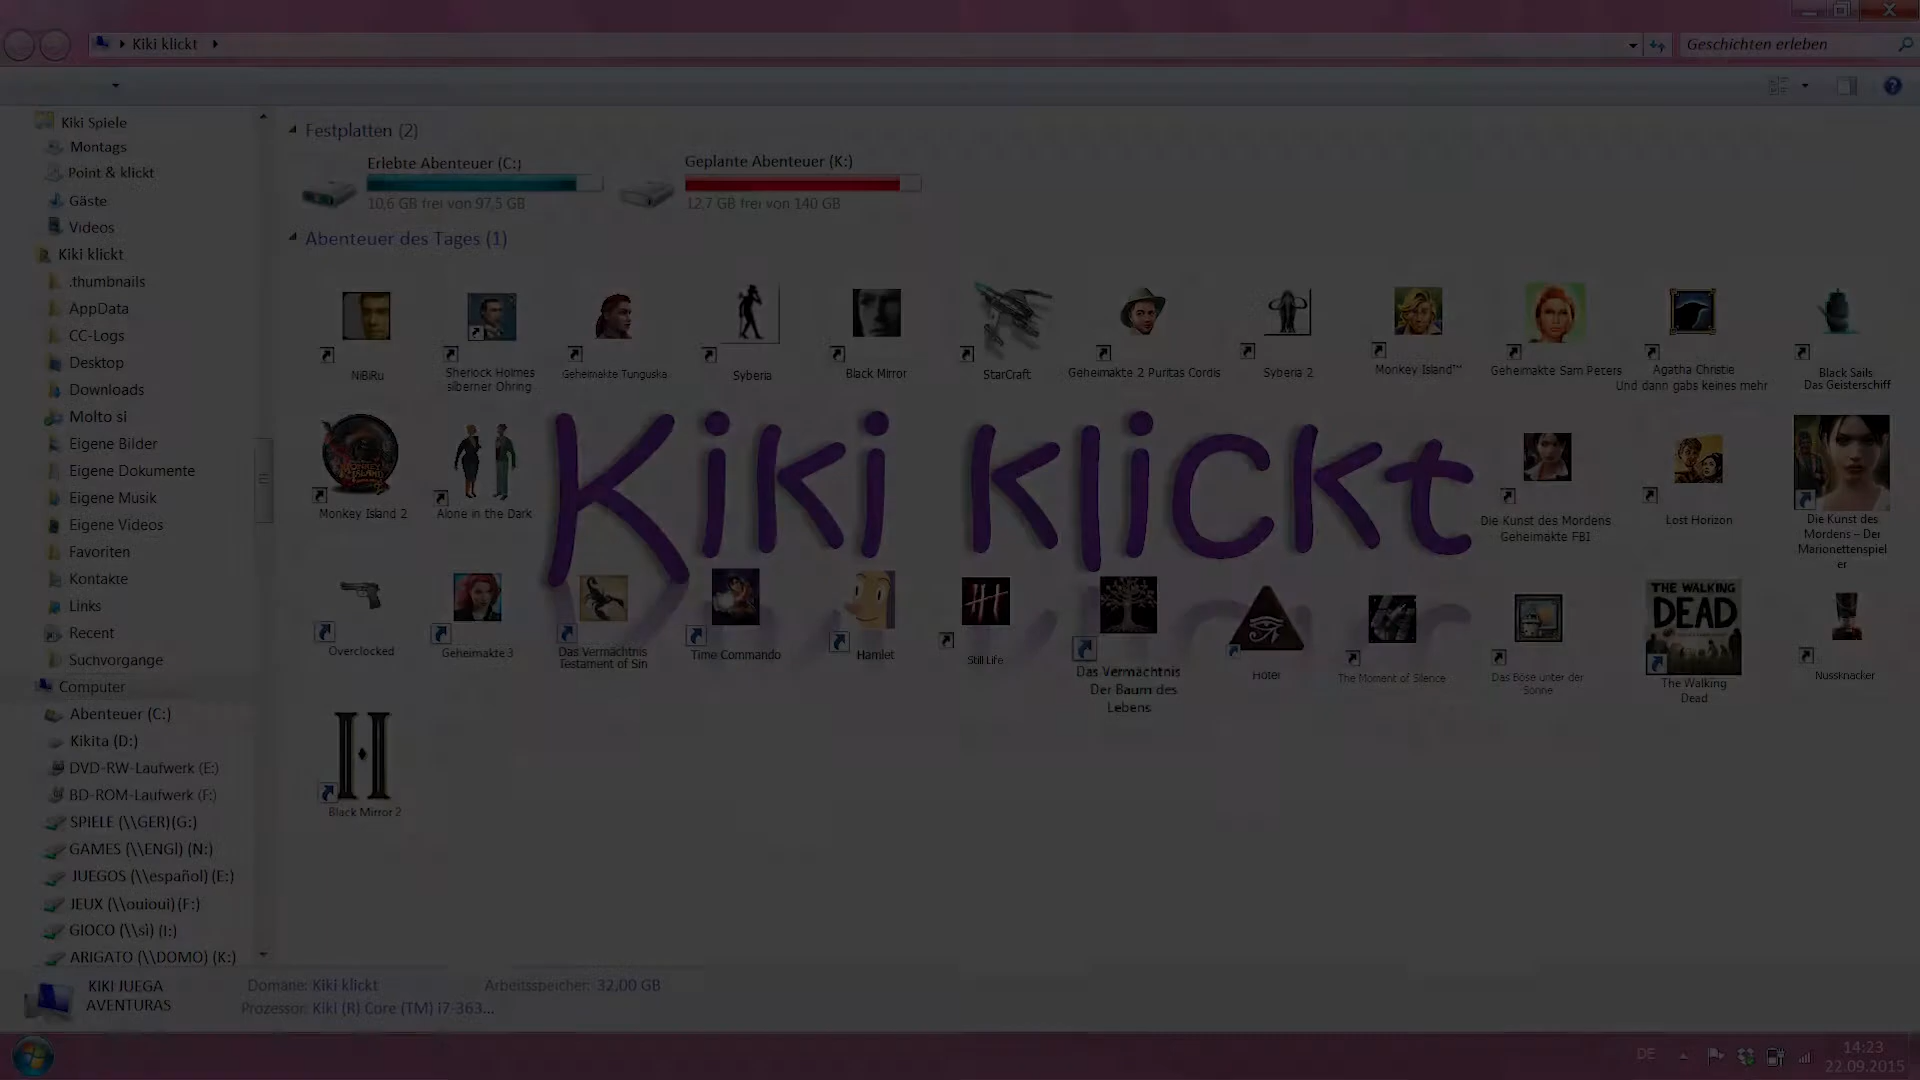 Kiki klickt
Geschichten erleben
Kiki Spiele
Montags
Point & klickt
Gäste
Videos
Kiki klickt
.thumbnails
AppData
CC-Logs
Desktop
Downloads
Molto si
Eigene Bilder
Eigene Dokumente
Eigene Musik
Eigene Videos
Favoriten
Kontakte
Links
Recent
Suchvorgange
Computer
Abenteuer (C:)
Kikita (D:)
DVD-RW-Laufwerk (E:)
BD-ROM-Laufwerk (F:)
SPIELE (\\GER)(G:)
GAMES (\\ENGl) (N:)
JUEGOS (\\español) (E:)
JEUX (\\ouioui)(F:)
GIOCO (\\sì) (I:)
ARIGATO (\\DOMO) (K:)
Festplatten (2)
Erlebte Abenteuer (C:)
10,6 GB frei von 97,5 GB
Geplante Abenteuer (K:)
12,7 GB frei von 140 GB
Abenteuer des Tages (1)
NiBiRu
Sherlock Holmes
silberner Ohring
Geheimakte Tunguska
Syberia
Black Mirror
StarCraft
Geheimakte 2 Puritas Cordis
Syberia 2
Monkey Island™
Geheimakte Sam Peters
Agatha Christie
Und dann gabs keines mehr
Black Sails
Das Geisterschiff
Monkey Island 2
Alone in the Dark
Kiki klickt
Die Kunst des Mordens
Geheimakte FBI
Lost Horizon
Die Kunst des
Mordens – Der
Marionettenspiel
er
Overclocked
Geheimakte 3
Das Vermächtnis
Testament of Sin
Time Commando
Hamlet
Still Life
Das Vermächtnis
Der Baum des
Lebens
Hotel
The Moment of Silence
Das Böse unter der
Sonne
THE WALKING
DEAD
The Walking
Dead
Nussknacker
Black Mirror 2
KIKI JUEGA
AVENTURAS
Domäne: Kiki klickt
Arbeitsspeicher: 32,00 GB
Prozessor: Kiki (R) Core (TM) i7-363...
DE
14:23
22.09.2015